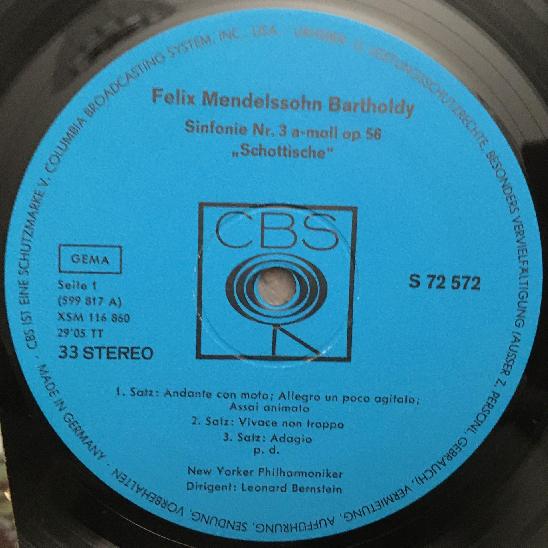 Felix Mendelssohn Bartholdy
Sinfonie Nr. 3 a-moll op 56
„Schottische"
CBS
GEMA
Seite 1
(599 817 A)
XSM 116 860
29'05 TT
33 STEREO
S 72 572
1. Satz: Andante con moto; Allegro un poco agitato;
Assai animato
2. Satz: Vivace non troppo
3. Satz: Adagio
p. d.
New Yorker Philharmoniker
Dirigent: Leonard Bernstein
CBS IST EINE SCHUTZMARKE V. COLUMBIA BROADCASTING SYSTEM, INC., USA. · URHEBER- U. LEISTUNGSSCHUTZRECHTE, BESONDERS VERVIELFÄLTIGUNG (AUSSER Z. PERSÖNL. GEBRAUCH), VERMIETUNG, AUFFÜHRUNG, SENDUNG, VORBEHALTEN · MADE IN GERMANY ·